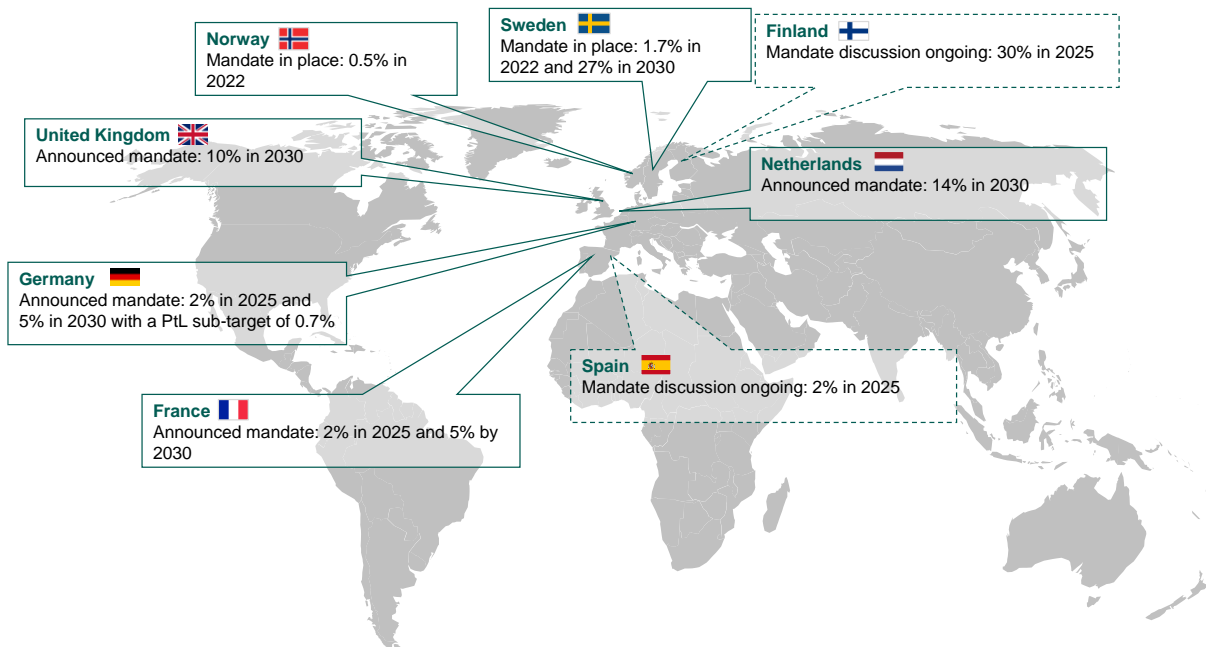 Norway
Mandate in place: 0.5% in
2022
Sweden
Mandate in place: 1.7% in
2022 and 27% in 2030
Finland
Mandate discussion ongoing: 30% in 2025
United Kingdom
Announced mandate: 10% in 2030
Netherlands
Announced mandate: 14% in 2030
Germany
Announced mandate: 2% in 2025 and
5% in 2030 with a PtL sub-target of 0.7%
Spain
Mandate discussion ongoing: 2% in 2025
France
Announced mandate: 2% in 2025 and 5% by
2030